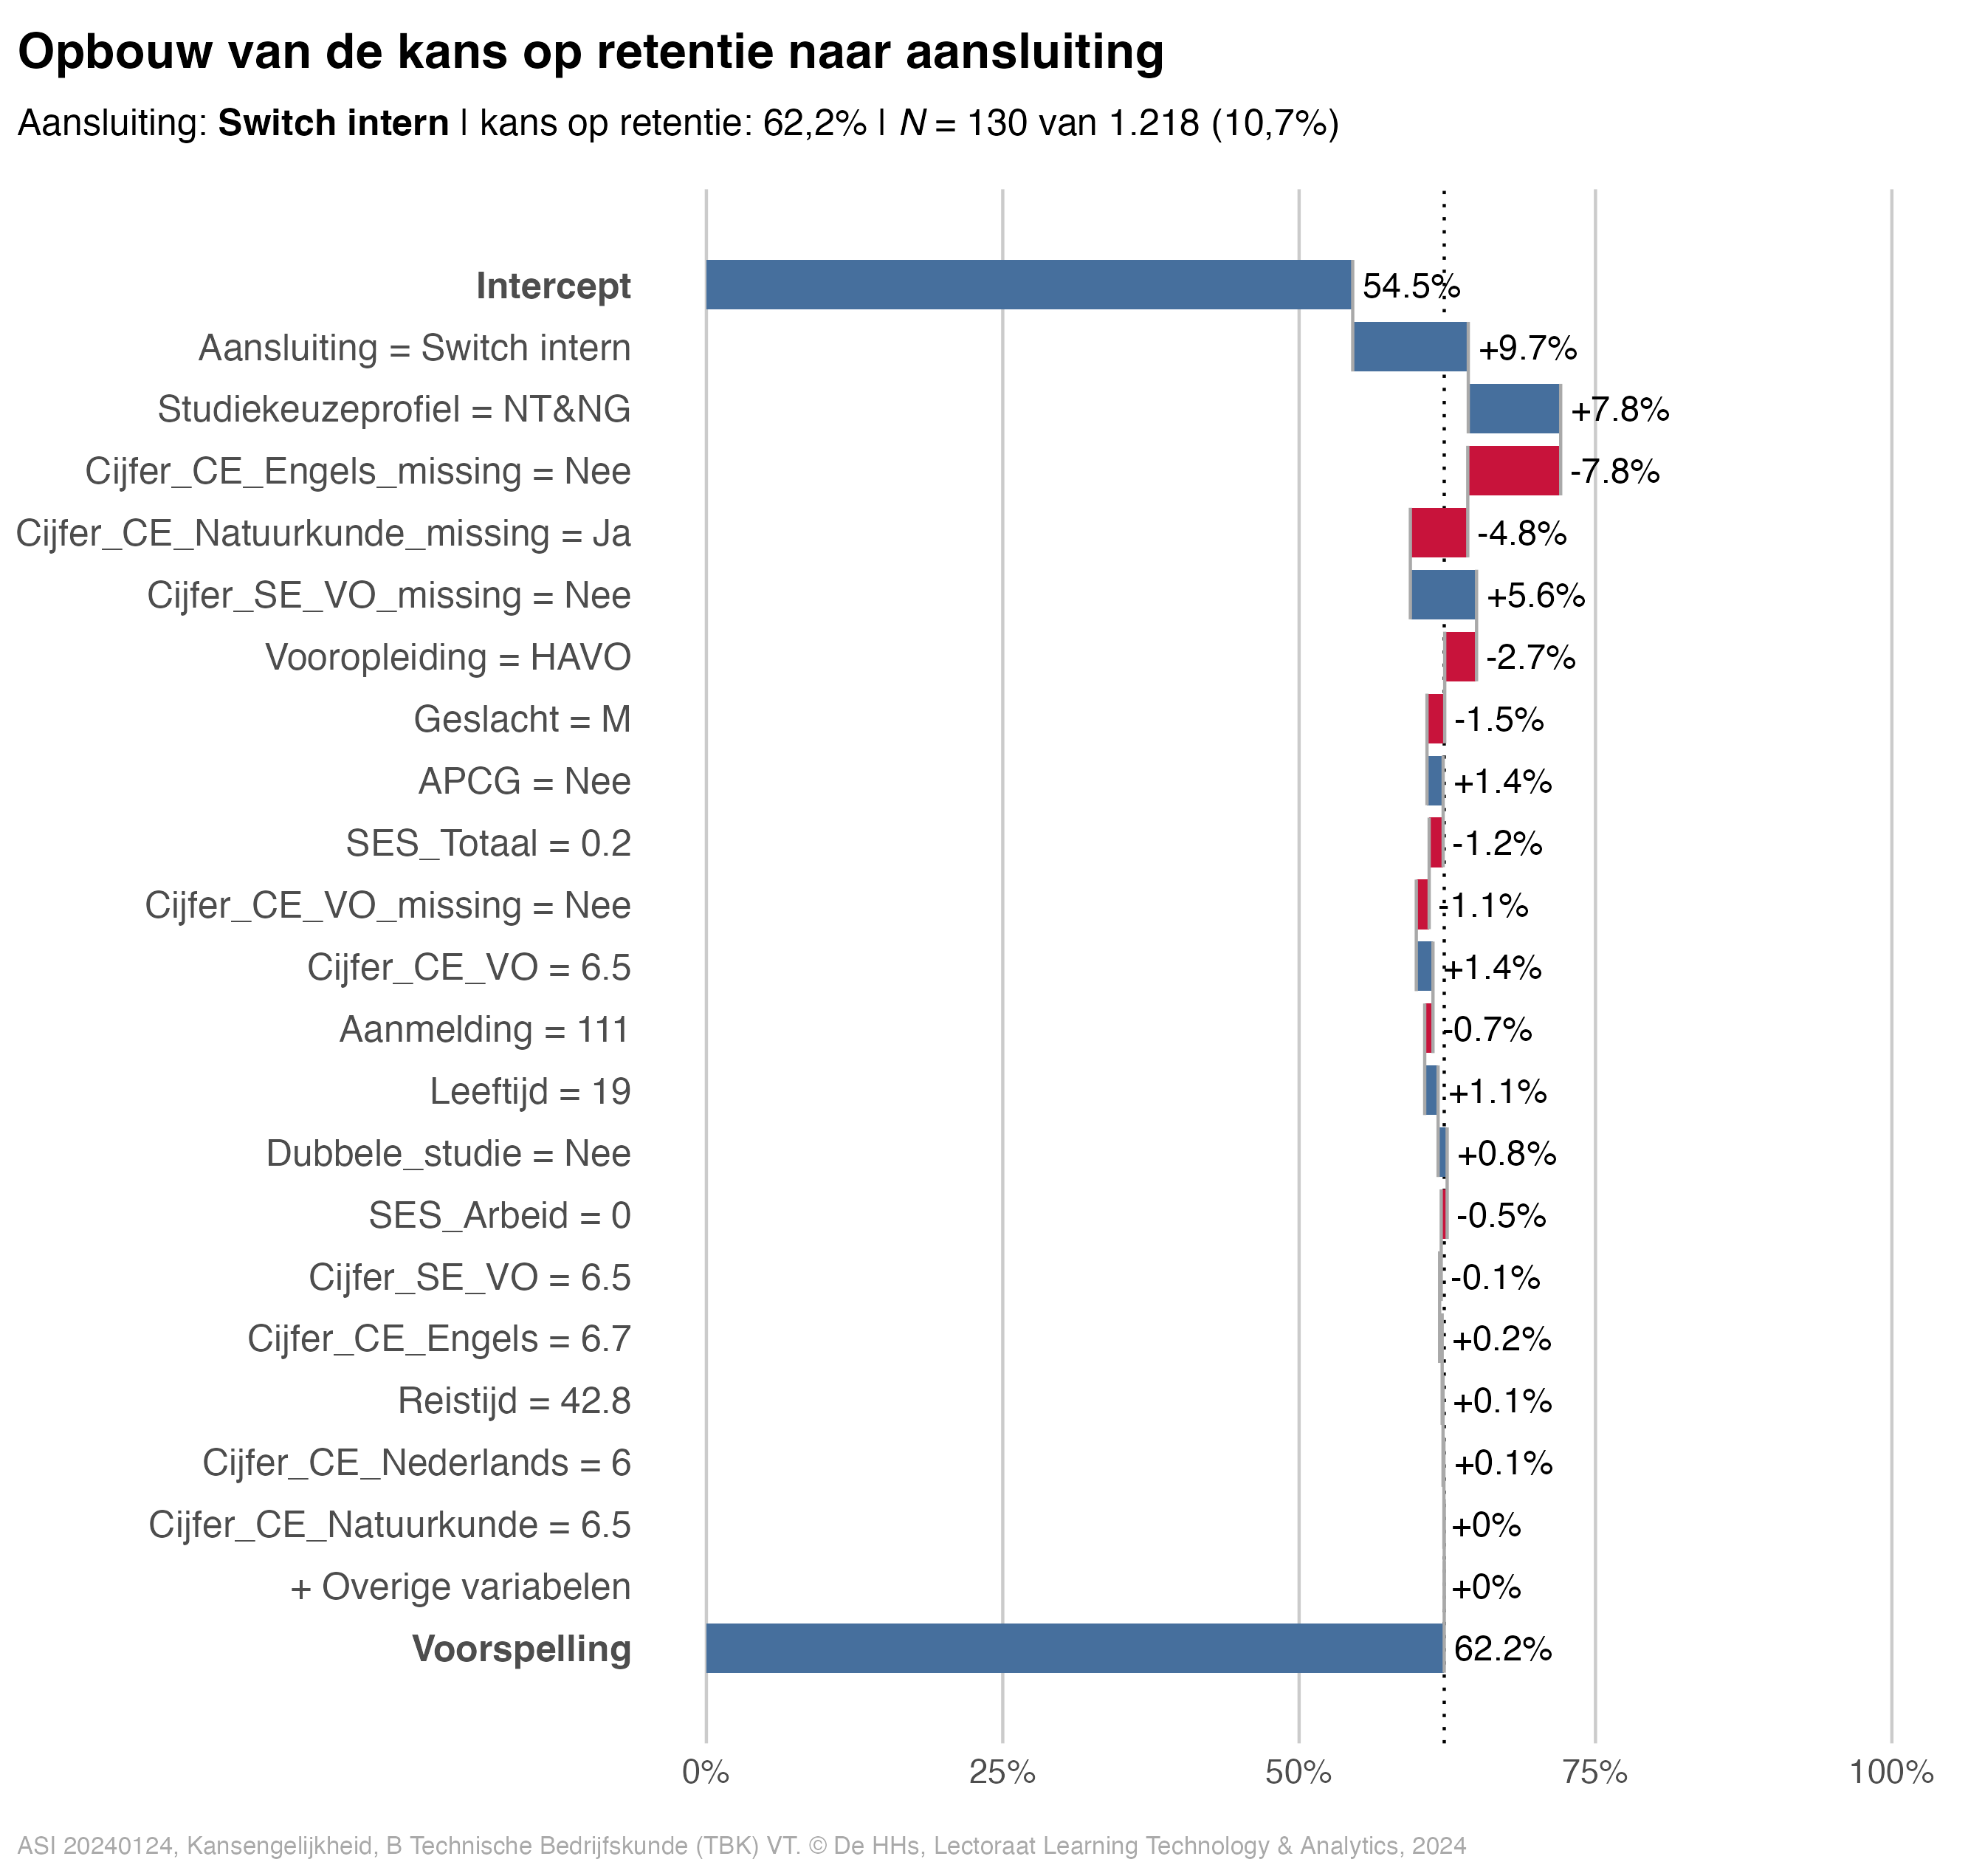 Opbouw van de kans op retentie naar aansluiting
Aansluiting: Switch intern | kans op retentie: 62,2% | N = 130 van 1.218 (10,7%)
Intercept 54.5%
Aansluiting = Switch intern +9.7%
Studiekeuzeprofiel = NT&NG +7.8%
Cijfer_CE_Engels_missing = Nee -7.8%
Cijfer_CE_Natuurkunde_missing = Ja -4.8%
Cijfer_SE_VO_missing = Nee +5.6%
Vooropleiding = HAVO -2.7%
Geslacht = M -1.5%
APCG = Nee +1.4%
SES_Totaal = 0.2 -1.2%
Cijfer_CE_VO_missing = Nee -1.1%
Cijfer_CE_VO = 6.5 +1.4%
Aanmelding = 111 -0.7%
Leeftijd = 19 +1.1%
Dubbele_studie = Nee +0.8%
SES_Arbeid = 0 -0.5%
Cijfer_SE_VO = 6.5 -0.1%
Cijfer_CE_Engels = 6.7 +0.2%
Reistijd = 42.8 +0.1%
Cijfer_CE_Nederlands = 6 +0.1%
Cijfer_CE_Natuurkunde = 6.5 +0%
+ Overige variabelen +0%
Voorspelling 62.2%
0% 25% 50% 75% 100%
ASI 20240124, Kansengelijkheid, B Technische Bedrijfskunde (TBK) VT. © De HHs, Lectoraat Learning Technology & Analytics, 2024